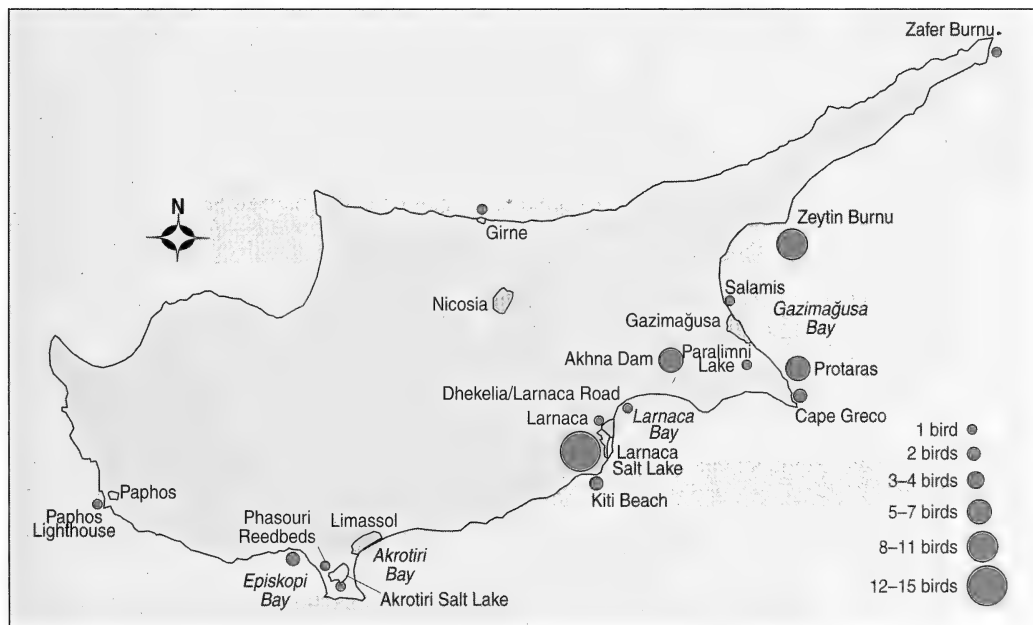 Zafer Burnu
N
Zeytin Burnu
Girne
Salamis
Nicosia
Gazimağusa
Bay
Gazimağusa
Akhna Dam
Paralimni
Lake
Protaras
Dhekelia/Larnaca Road
Cape Greco
Larnaca
Larnaca
Bay
Larnaca
Salt Lake
Kiti Beach
1 bird
2 birds
3–4 birds
5–7 birds
8–11 birds
12–15 birds
Paphos
Paphos
Lighthouse
Phasouri
Reedbeds
Limassol
Akrotiri
Bay
Episkopi
Bay
Akrotiri Salt Lake